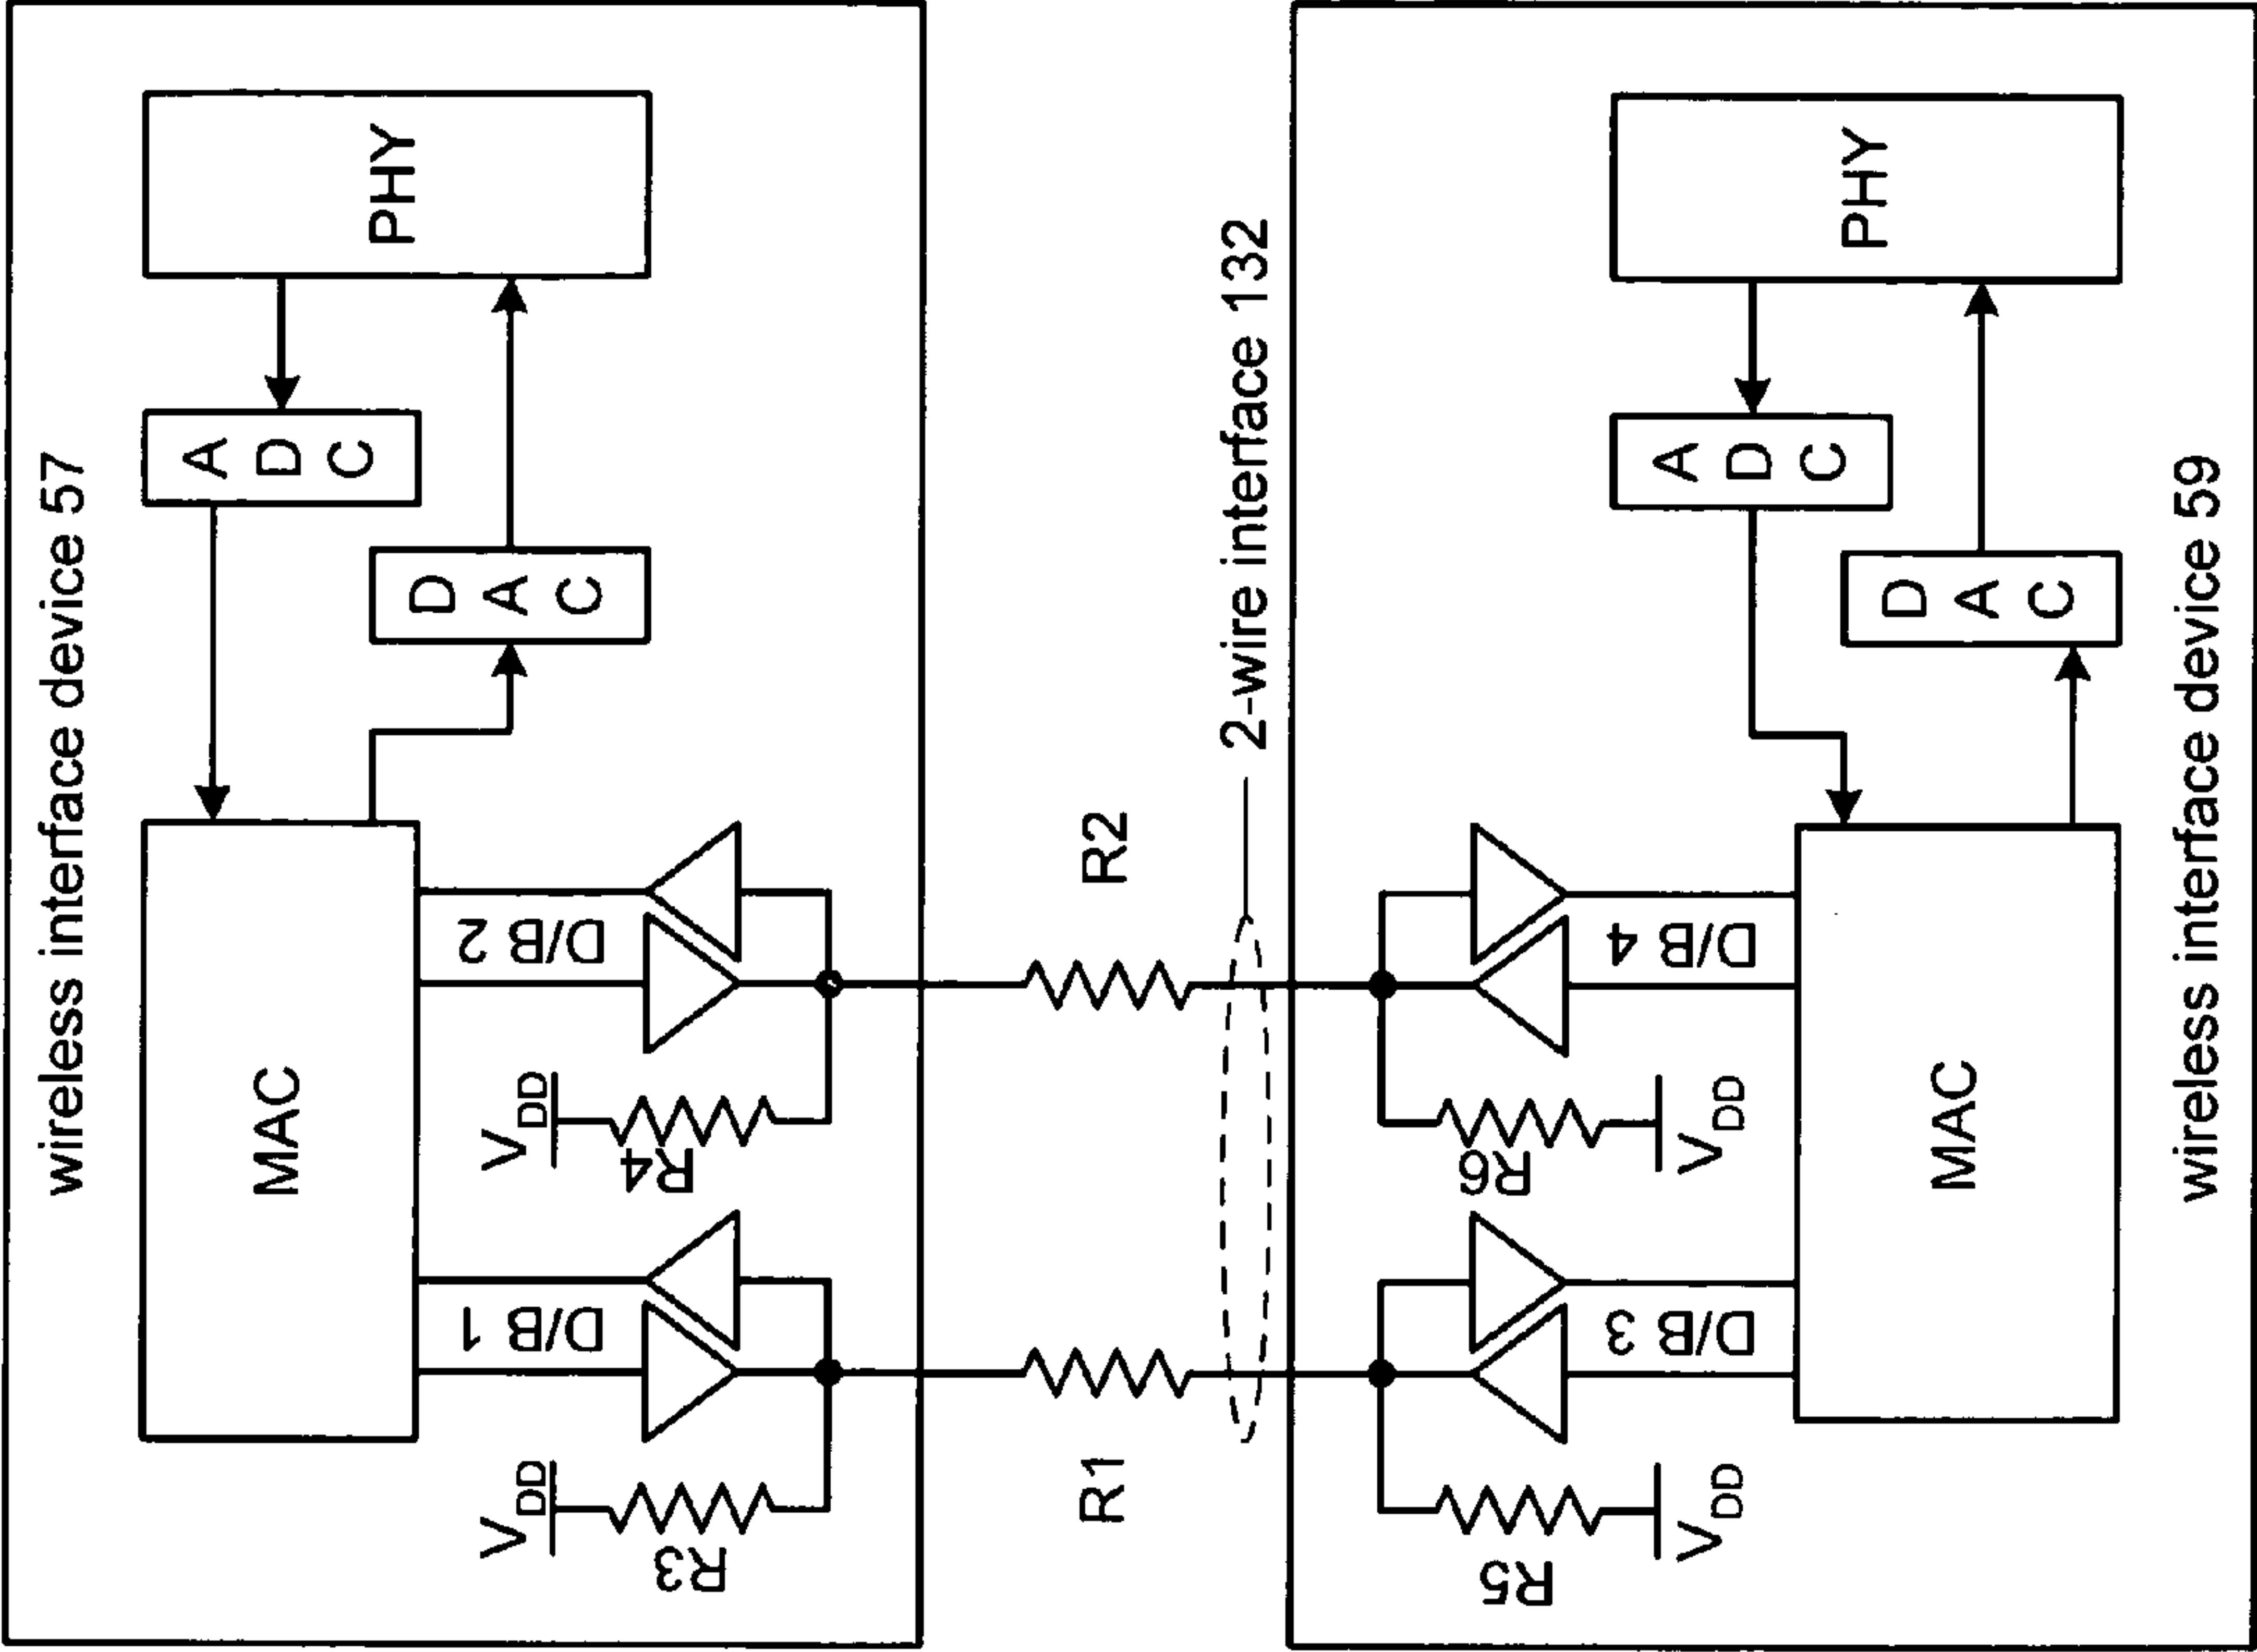 wireless interface device 57
PHY
A
D
C
D
A
C
MAC
D/B 1
D/B 2
VDD
R3
VDD
R4
R1
R2
2-wire interface 132
R5
VDD
R6
VDD
D/B 3
D/B 4
MAC
A
D
C
D
A
C
PHY
wireless interface device 59